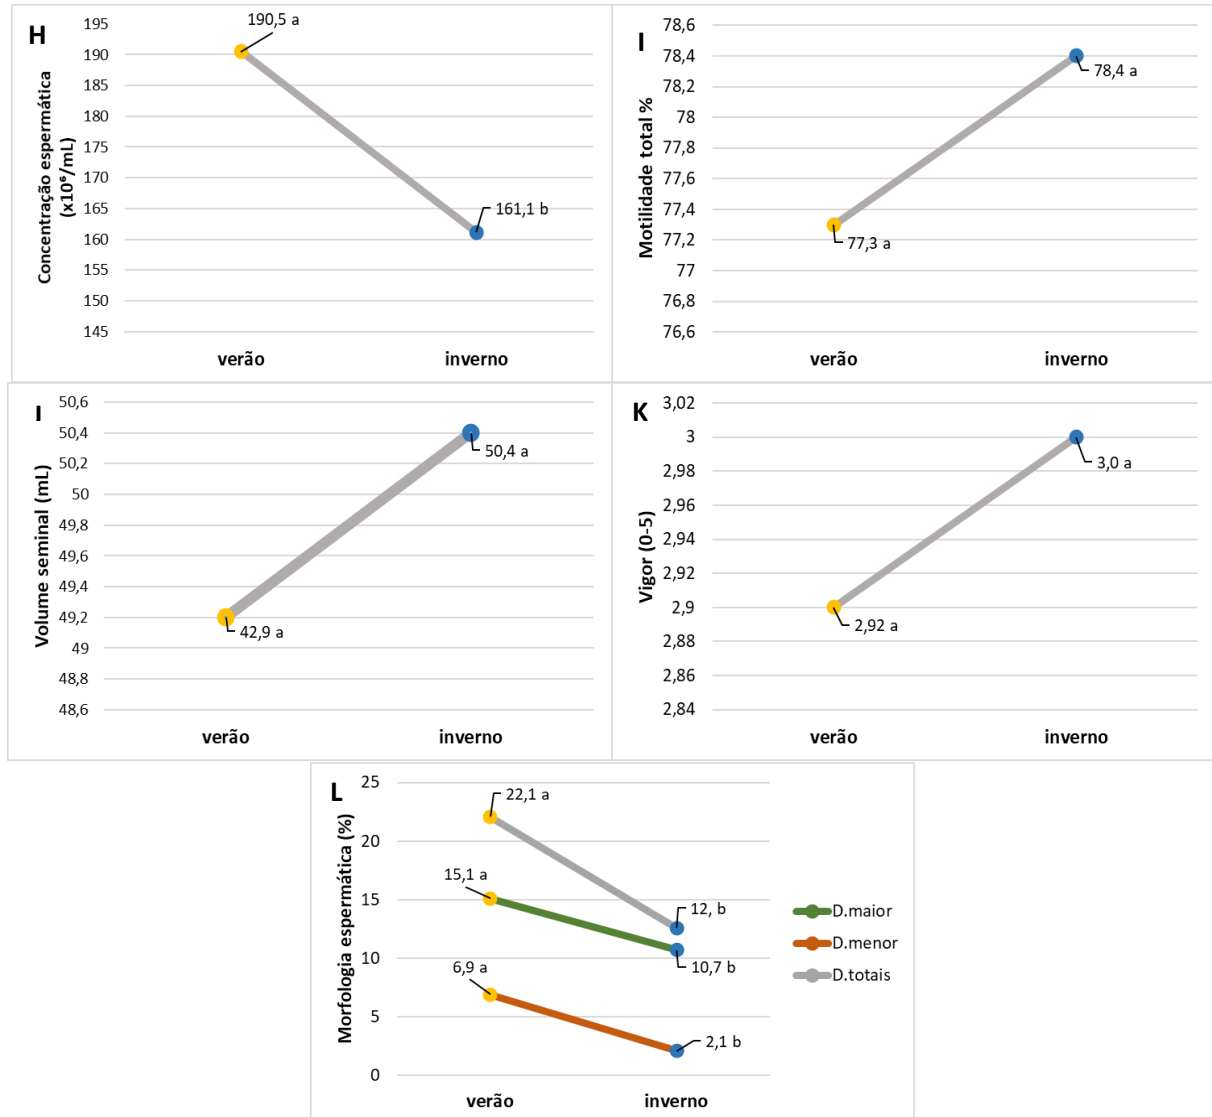 H
Concentração espermática
(x10⁶/mL)
195
190
185
180
175
170
165
160
155
150
145
190,5 a
161,1 b
verão
inverno
I
Motilidade total %
78,6
78,4
78,2
78
77,8
77,6
77,4
77,2
77
76,8
76,6
78,4 a
77,3 a
verão
inverno
I
Volume seminal (mL)
50,6
50,4
50,2
50
49,8
49,6
49,4
49,2
49
48,8
48,6
50,4 a
42,9 a
verão
inverno
K
Vigor (0-5)
3,02
3
2,98
2,96
2,94
2,92
2,9
2,88
2,86
2,84
3,0 a
2,92 a
verão
inverno
L
Morfologia espermática (%)
25
20
15
10
5
0
22,1 a
15,1 a
12, b
10,7 b
6,9 a
2,1 b
verão
inverno
D.maior
D.menor
D.totais